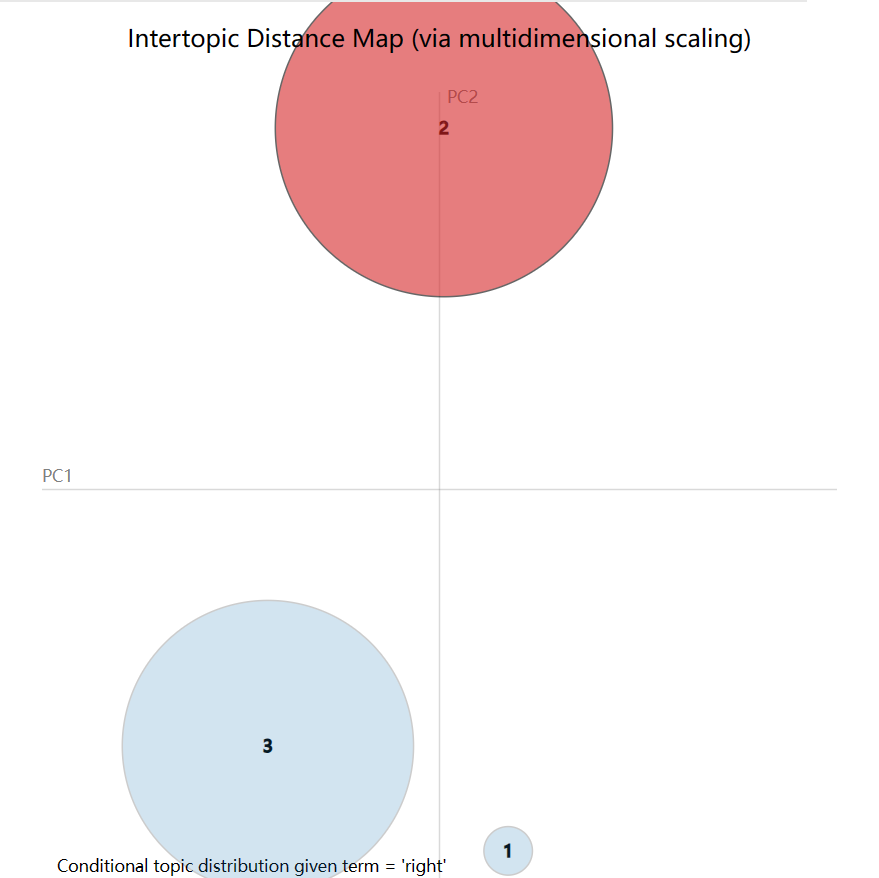 Intertopic Distance Map (via multidimensional scaling)
PC2
2
PC1
3
1
Conditional topic distribution given term = 'right'